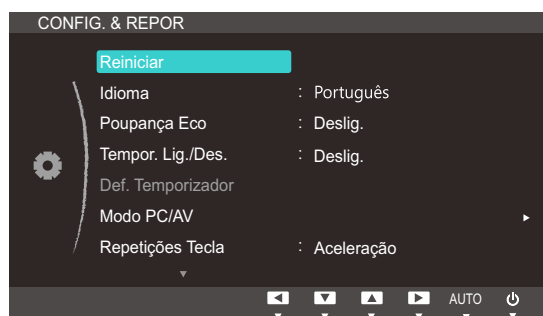 CONFIG. & REPOR
Reiniciar
Idioma : Português
Poupança Eco : Deslig.
Tempor. Lig./Des. : Deslig.
Def. Temporizador
Modo PC/AV
Repetições Tecla : Aceleração
AUTO